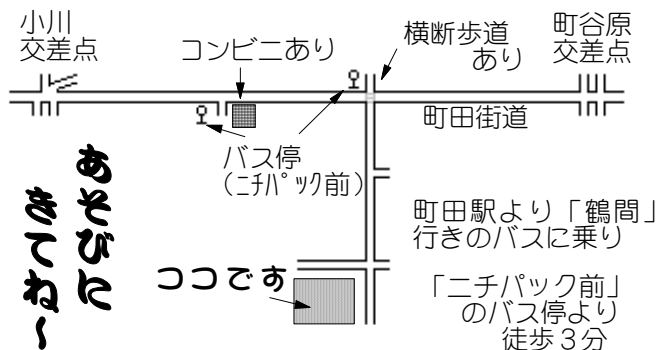 小川
交差点
コンビニあり
横断歩道
あり
町谷原
交差点
町田街道
バス停
(ニチパック前)
あそびに
きてね~
ココです
町田駅より「鶴間」
行きのバスに乗り
「ニチパック前」
のバス停より
徒歩3分